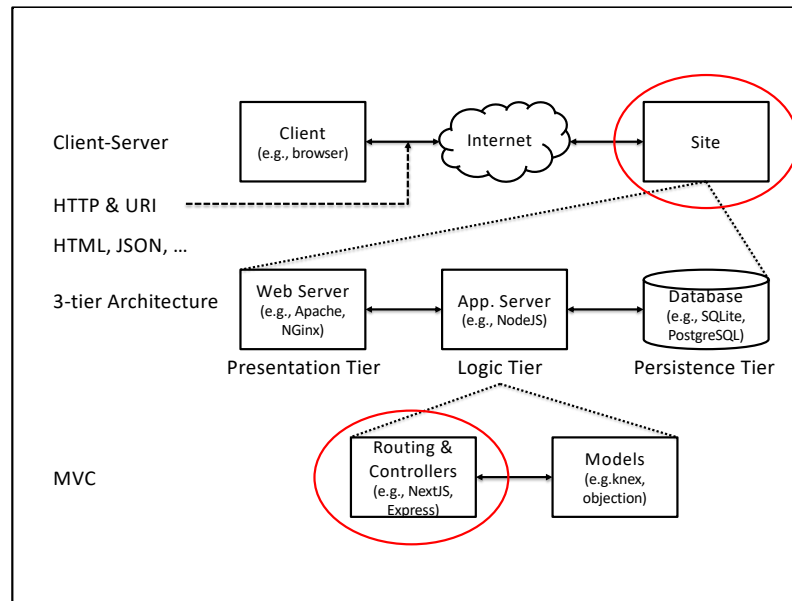 Client-Server
Client
(e.g., browser)
Internet
Site
HTTP & URI
HTML, JSON, …
3-tier Architecture
Web Server
(e.g., Apache,
NGinx)
App. Server
(e.g., NodeJS)
Database
(e.g., SQLite,
PostgreSQL)
Presentation Tier
Logic Tier
Persistence Tier
MVC
Routing &
Controllers
(e.g., NextJS,
Express)
Models
(e.g.knex,
objection)